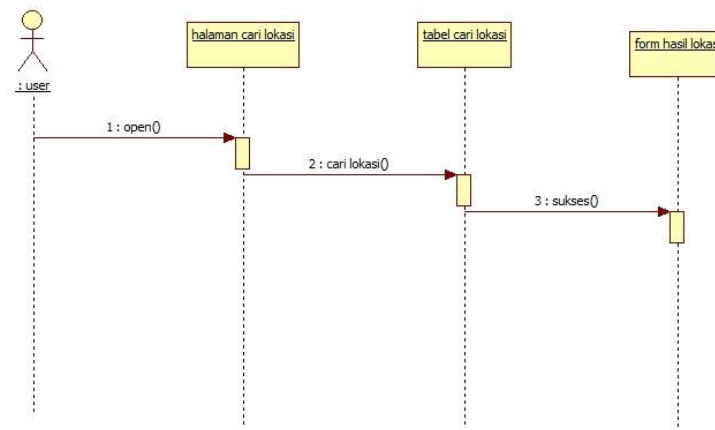 halaman cari lokasi
tabel cari lokasi
form hasil lokas
: user
1 : open()
2 : cari lokasi()
3 : sukses()